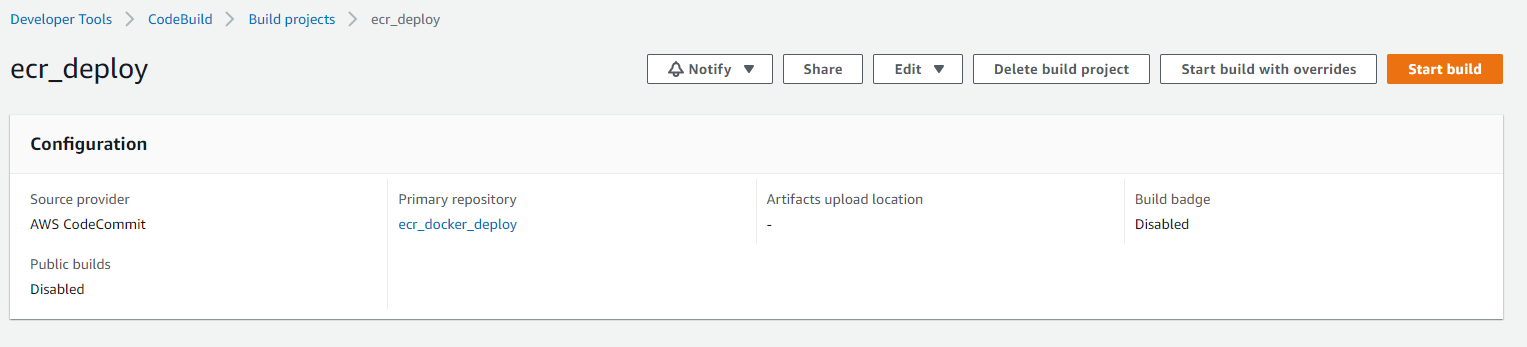 Developer Tools > CodeBuild > Build projects > ecr_deploy
ecr_deploy
Notify ▼ Share Edit ▼ Delete build project Start build with overrides Start build
Configuration
Source provider Primary repository Artifacts upload location Build badge
AWS CodeCommit ecr_docker_deploy - Disabled
Public builds
Disabled